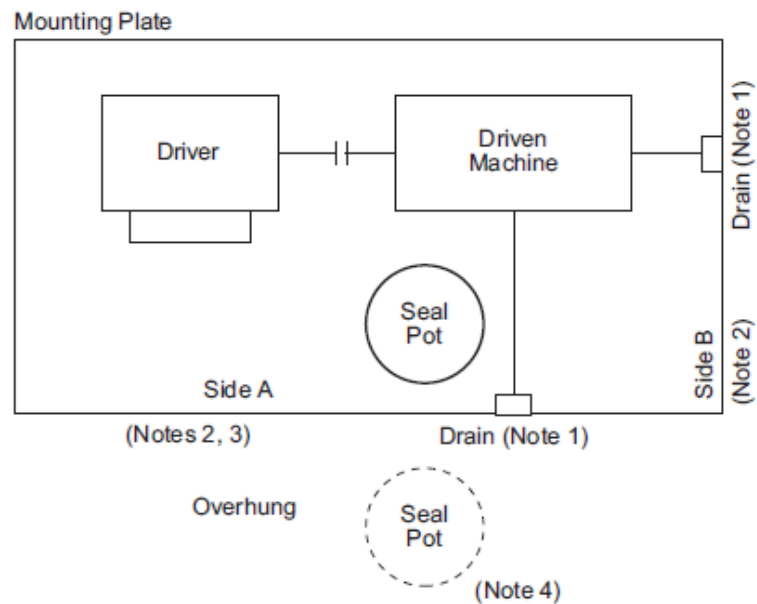 Mounting Plate
Driver
Driven
Machine
Drain (Note 1)
Seal
Pot
Side B
(Note 2)
Side A
(Notes 2, 3)
Drain (Note 1)
Overhung
Seal
Pot
(Note 4)